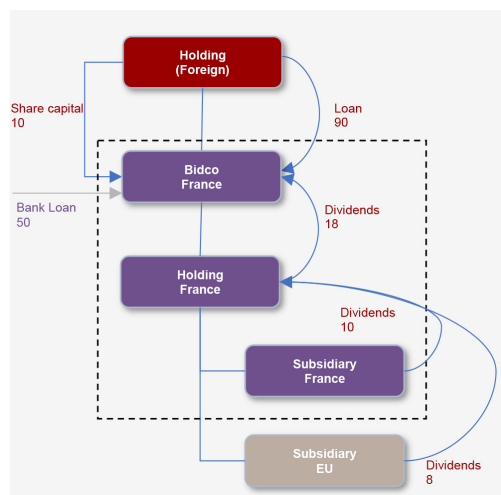 Holding
(Foreign)
Share capital
10
Loan
90
Bidco
France
Bank Loan
50
Dividends
18
Holding
France
Dividends
10
Subsidiary
France
Subsidiary
EU
Dividends
8